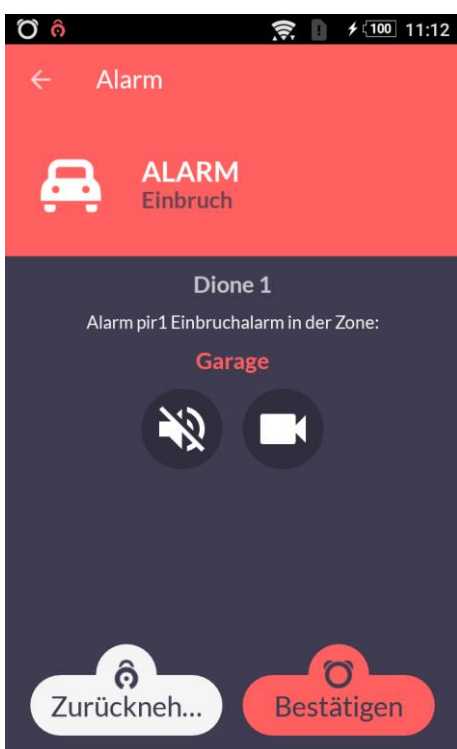 100 11:12
Alarm
ALARM
Einbruch
Dione 1
Alarm pir1 Einbruchalarm in der Zone:
Garage
Zurückneh...
Bestätigen